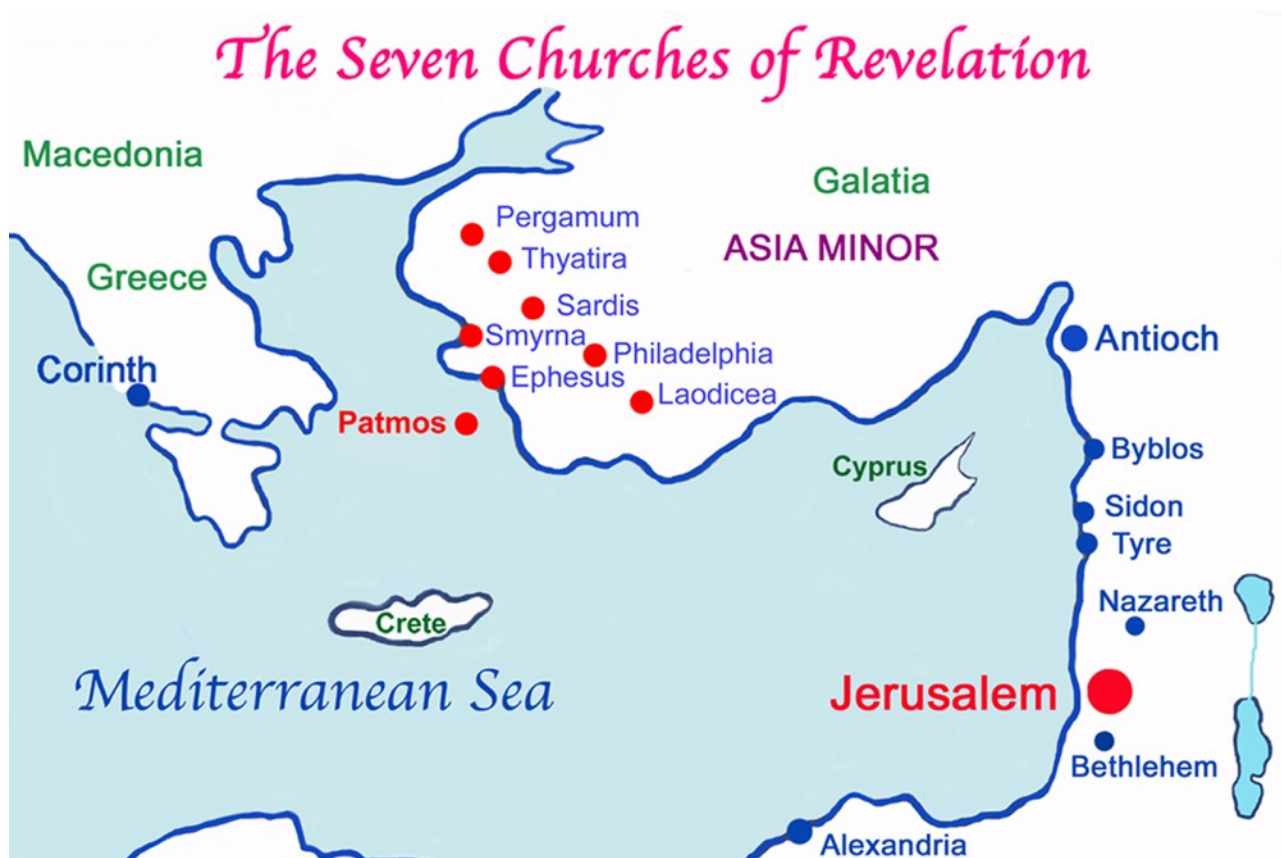 The Seven Churches of Revelation
Macedonia
Galatia
Pergamum
ASIA MINOR
Thyatira
Greece
Sardis
Smyrna
Antioch
Philadelphia
Corinth
Ephesus
Laodicea
Patmos
Byblos
Cyprus
Sidon
Tyre
Nazareth
Crete
Mediterranean Sea
Jerusalem
Bethlehem
Alexandria